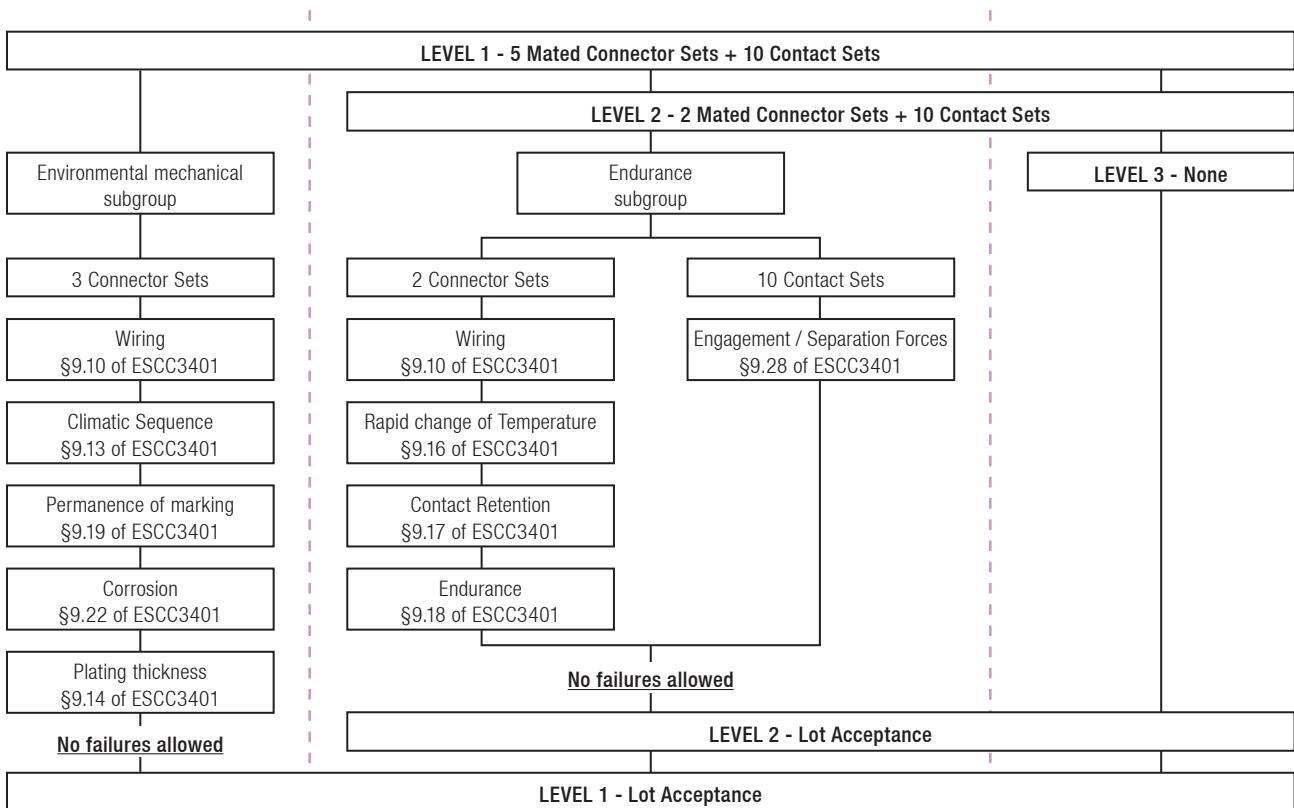 LEVEL 1 - 5 Mated Connector Sets + 10 Contact Sets
LEVEL 2 - 2 Mated Connector Sets + 10 Contact Sets
Environmental mechanical
subgroup
Endurance
subgroup
LEVEL 3 - None
3 Connector Sets
2 Connector Sets
10 Contact Sets
Wiring
§9.10 of ESCC3401
Wiring
§9.10 of ESCC3401
Engagement / Separation Forces
§9.28 of ESCC3401
Climatic Sequence
§9.13 of ESCC3401
Rapid change of Temperature
§9.16 of ESCC3401
Permanence of marking
§9.19 of ESCC3401
Contact Retention
§9.17 of ESCC3401
Corrosion
§9.22 of ESCC3401
Endurance
§9.18 of ESCC3401
Plating thickness
§9.14 of ESCC3401
No failures allowed
No failures allowed
LEVEL 2 - Lot Acceptance
LEVEL 1 - Lot Acceptance